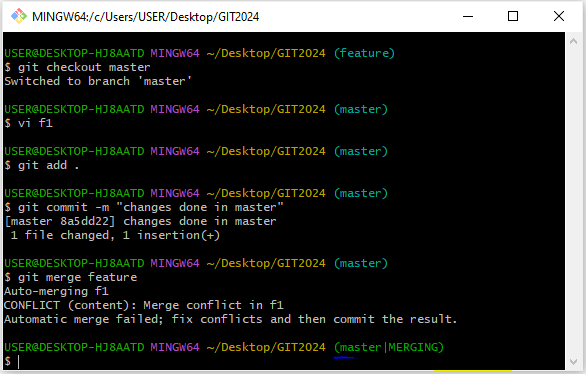 MINGW64:/c/Users/USER/Desktop/GIT2024
USER@DESKTOP-HJ8AATD MINGW64 ~/Desktop/GIT2024 (feature)
$ git checkout master
Switched to branch 'master'
USER@DESKTOP-HJ8AATD MINGW64 ~/Desktop/GIT2024 (master)
$ vi f1
USER@DESKTOP-HJ8AATD MINGW64 ~/Desktop/GIT2024 (master)
$ git add .
USER@DESKTOP-HJ8AATD MINGW64 ~/Desktop/GIT2024 (master)
$ git commit -m "changes done in master"
[master 8a5dd22] changes done in master
 1 file changed, 1 insertion(+)
USER@DESKTOP-HJ8AATD MINGW64 ~/Desktop/GIT2024 (master)
$ git merge feature
Auto-merging f1
CONFLICT (content): Merge conflict in f1
Automatic merge failed; fix conflicts and then commit the result.
USER@DESKTOP-HJ8AATD MINGW64 ~/Desktop/GIT2024 (master|MERGING)
$